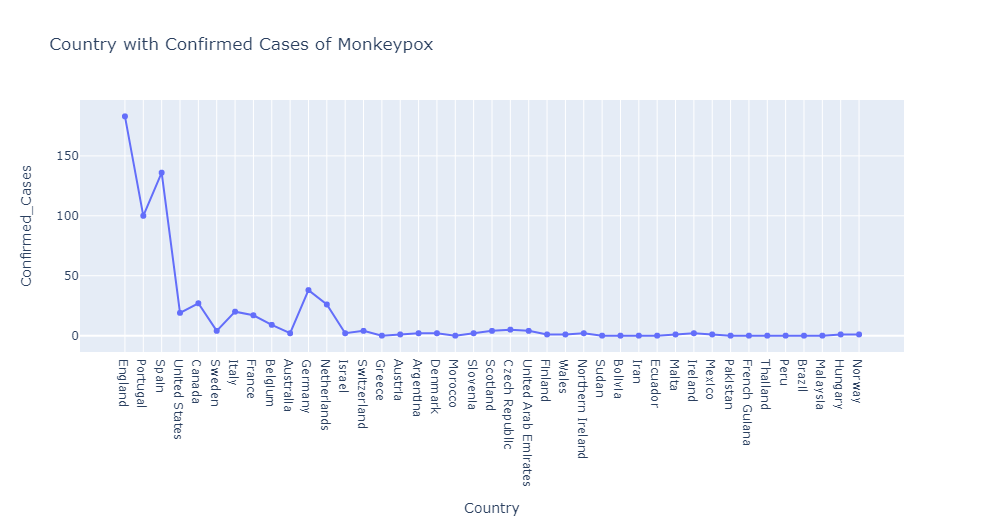 Country with Confirmed Cases of Monkeypox
Confirmed_Cases
150
100
50
0
England
Portugal
Spain
United States
Canada
Sweden
Italy
France
Belgium
Australia
Germany
Netherlands
Israel
Switzerland
Greece
Austria
Argentina
Denmark
Morocco
Slovenia
Scotland
Czech Republic
United Arab Emirates
Finland
Wales
Northern Ireland
Sudan
Bolivia
Iran
Ecuador
Malta
Ireland
Mexico
Pakistan
French Guiana
Thailand
Peru
Brazil
Malaysia
Hungary
Norway
Country